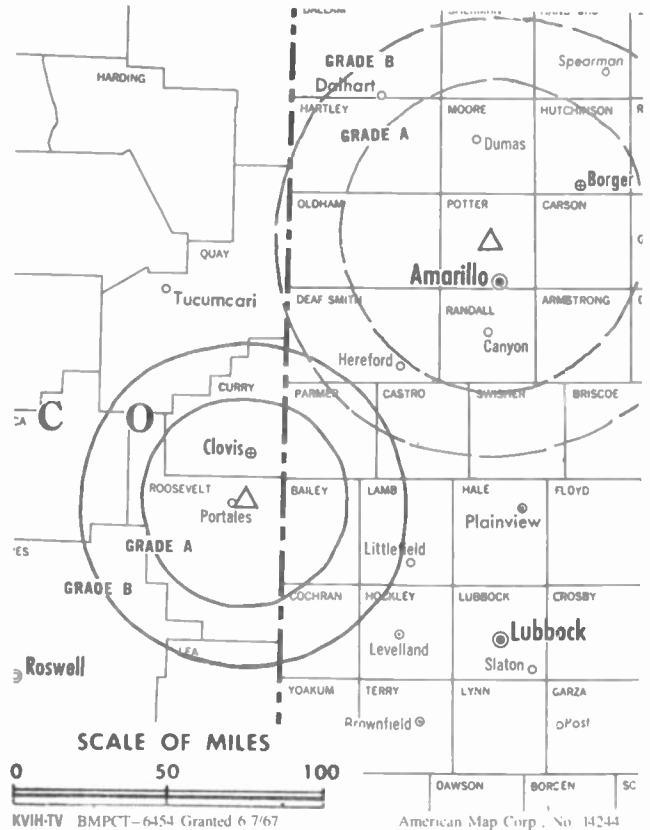 GRADE B
Spearman
HARDING
Dalhart
HARTLEY
MOORE
HUTCHINSON
GRADE A
Dumas
Borger
OLDHAM
POTTER
CARSON
QUAY
Amarillo
Tucumcari
DEAF SMITH
RANDALL
ARMSTRONG
Canyon
Hereford
CURRY
PARMER
CASTRO
SWISHER
BRISCOE
CA C O
Clovis
ROOSEVELT
BAILEY
LAMB
HALE
FLOYD
Portales
Plainview
GRADE A
Littlefield
GRADE B
COCHRAN
HOCKLEY
LUBBOCK
CROSBY
Levelland
Lubbock
LEA
Slaton
Roswell
YOAKUM
TERRY
LYNN
GARZA
Brownfield
Post
SCALE OF MILES
0 50 100
DAWSON
BORDEN
SC
KVIH-TV BMPCT-6454 Granted 6/7/67
American Map Corp., No. 14244